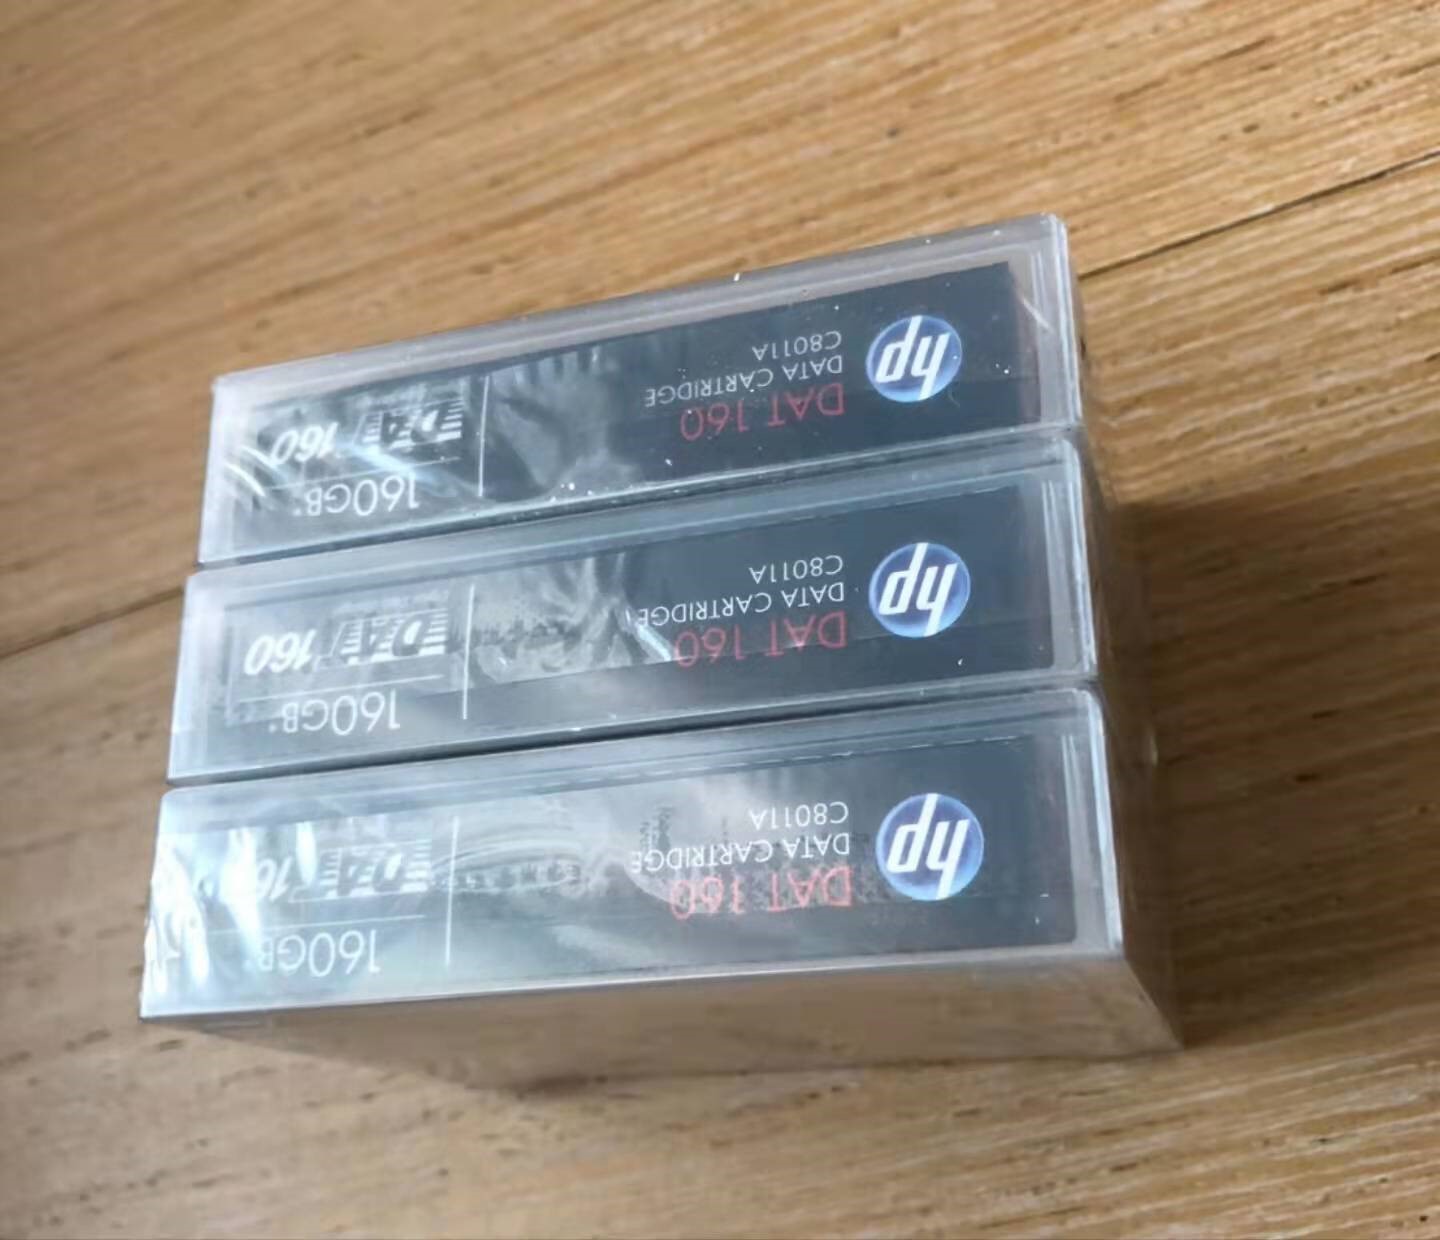 hp
DAT 160
DATA CARTRIDGE
C8011A
160GB*
DAT
hp
DAT 160
DATA CARTRIDGE
C8011A
160GB*
DAT 160
hp
DAT 160
DATA CARTRIDGE
C8011A
160GB*
DAT 160